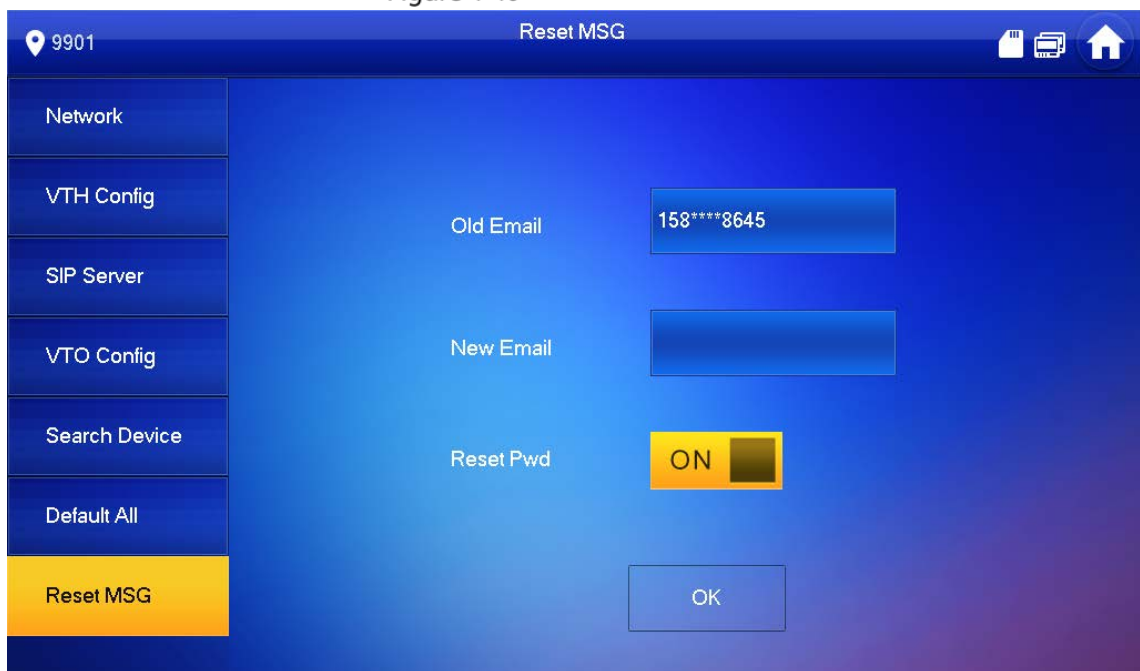 9901
Reset MSG
Network
VTH Config
SIP Server
VTO Config
Search Device
Default All
Reset MSG
Old Email
158****8645
New Email
Reset Pwd
ON
OK